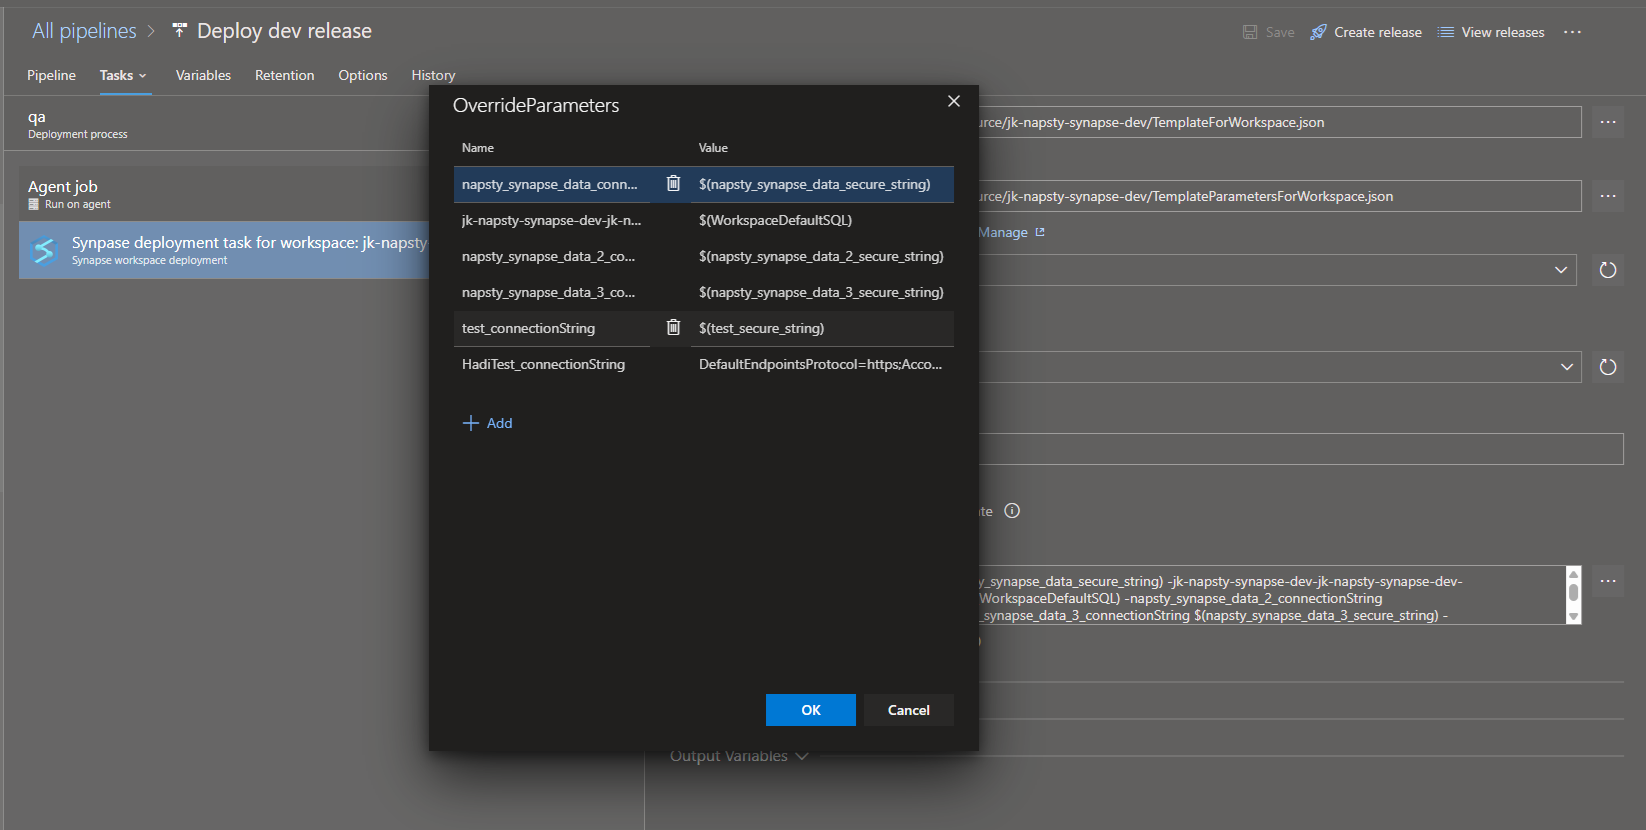 All pipelines > Deploy dev release
Save Create release View releases ...
Pipeline Tasks Variables Retention Options History
qa
Deployment process
Agent job
Run on agent
Synpase deployment task for workspace: jk-napsty
Synapse workspace deployment
OverrideParameters
Name Value
napsty_synapse_data_conn... $(napsty_synapse_data_secure_string)
jk-napsty-synapse-dev-jk-n... $(WorkspaceDefaultSQL)
napsty_synapse_data_2_co... $(napsty_synapse_data_2_secure_string)
napsty_synapse_data_3_co... $(napsty_synapse_data_3_secure_string)
test_connectionString $(test_secure_string)
HadiTest_connectionString DefaultEndpointsProtocol=https;Acco...
+ Add
OK Cancel
urce/jk-napsty-synapse-dev/TemplateForWorkspace.json ...
urce/jk-napsty-synapse-dev/TemplateParametersForWorkspace.json ...
Manage
te
y_synapse_data_secure_string) -jk-napsty-synapse-dev-jk-napsty-synapse-dev- ...
WorkspaceDefaultSQL) -napsty_synapse_data_2_connectionString
_synapse_data_3_connectionString $(napsty_synapse_data_3_secure_string) -
)
Output Variables